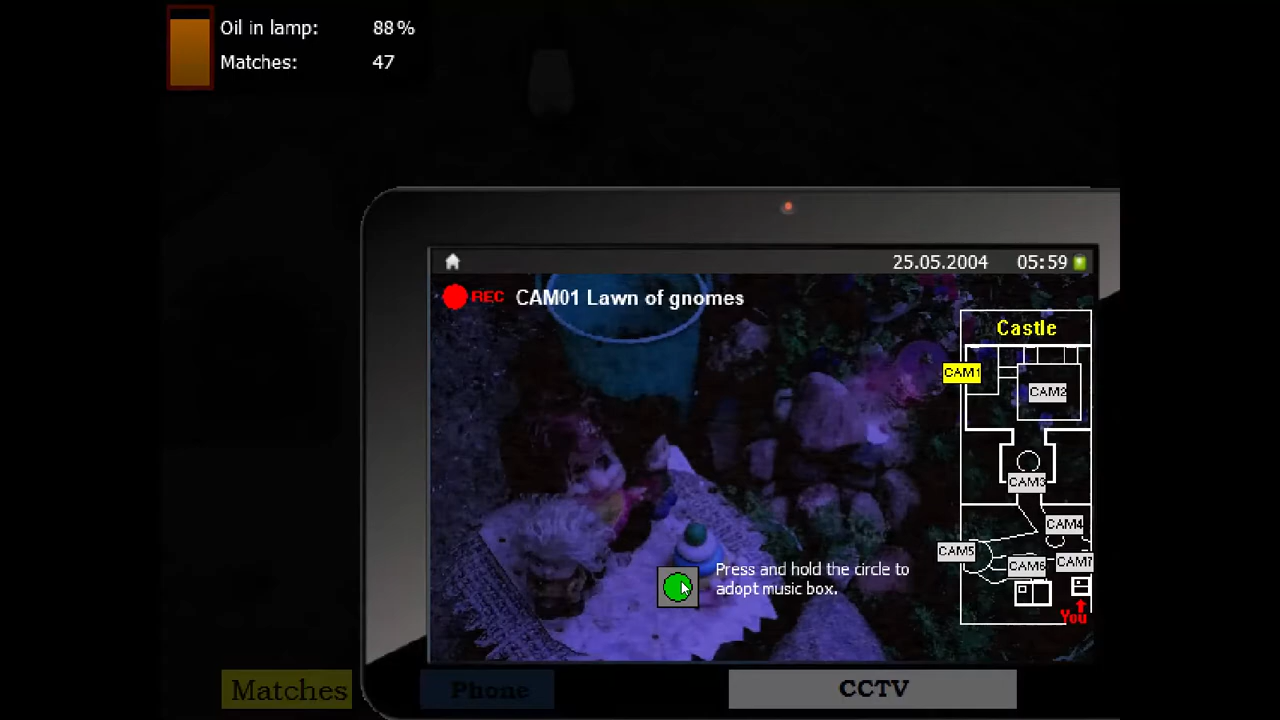 Oil in lamp: 88%
Matches: 47
25.05.2004 05:59
REC CAM01 Lawn of gnomes
Castle
CAM1
CAM2
CAM3
CAM4
CAM5
CAM6
CAM7
You
Press and hold the circle to
adopt music box.
Matches
Phone
CCTV